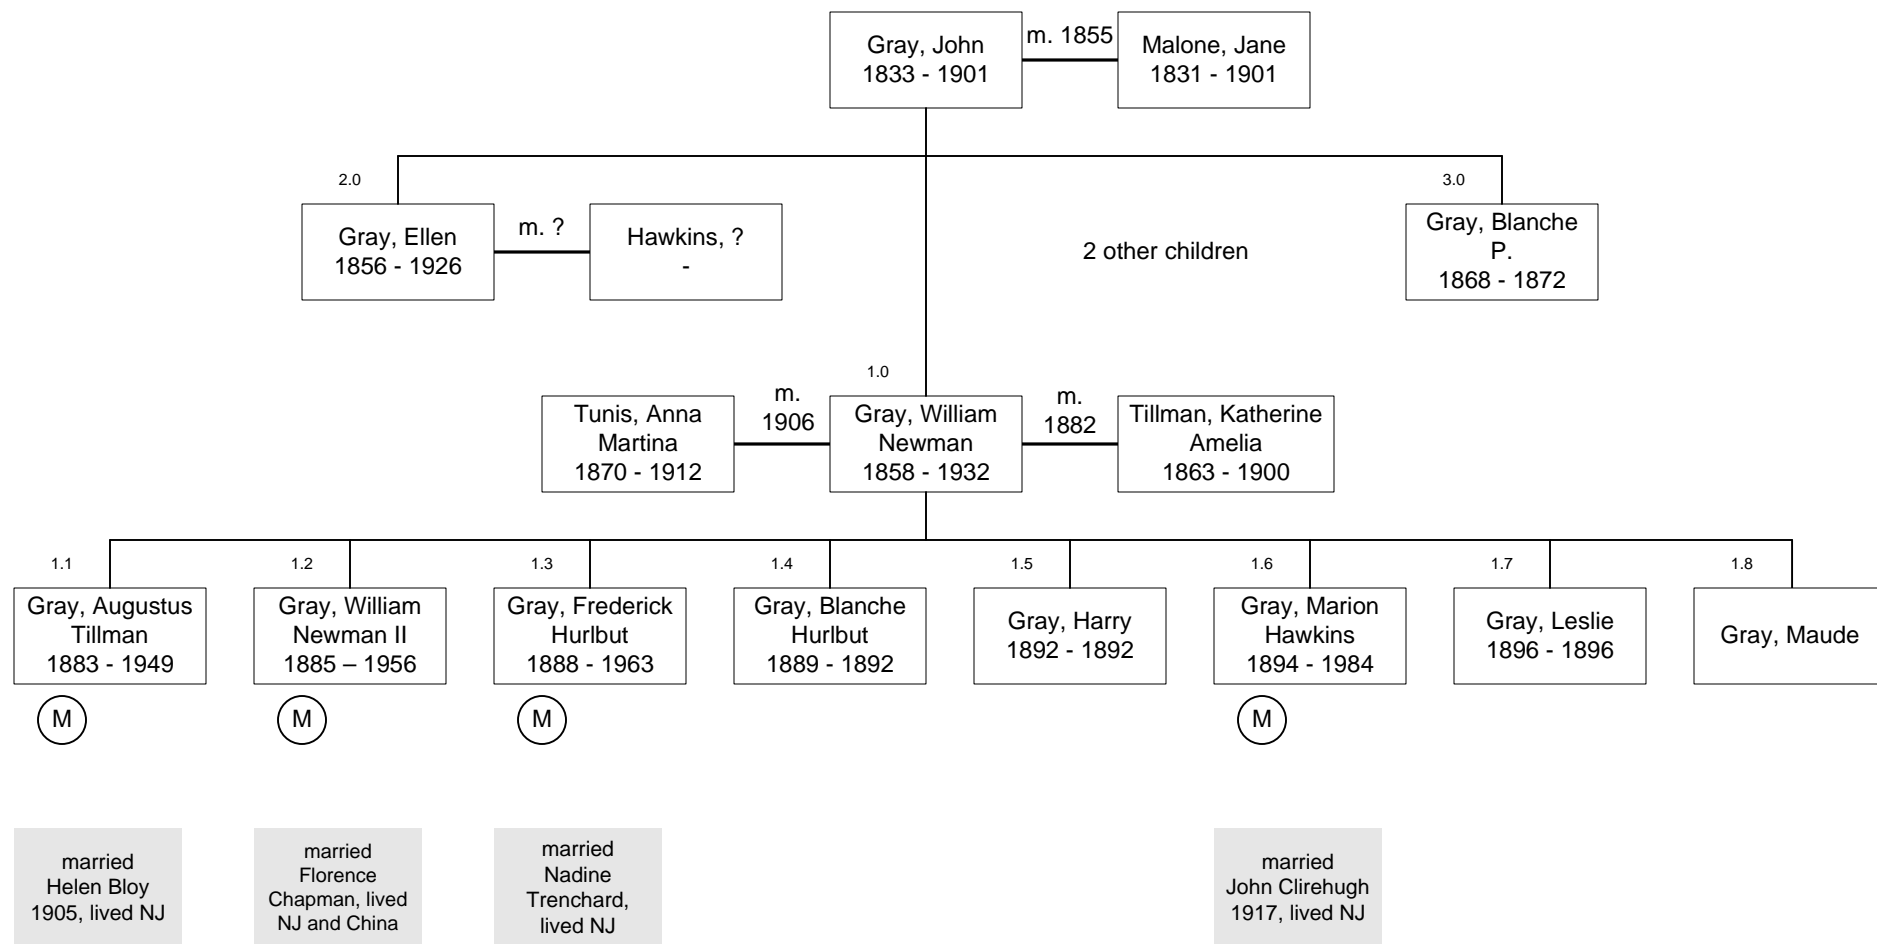 Gray, John
1833 - 1901
m. 1855
Malone, Jane
1831 - 1901
2.0
Gray, Ellen
1856 - 1926
m. ?
Hawkins, ?
-
2 other children
3.0
Gray, Blanche
P.
1868 - 1872
Tunis, Anna
Martina
1870 - 1912
m.
1906
1.0
Gray, William
Newman
1858 - 1932
m.
1882
Tillman, Katherine
Amelia
1863 - 1900
1.1
Gray, Augustus
Tillman
1883 - 1949
M
1.2
Gray, William
Newman II
1885 – 1956
M
1.3
Gray, Frederick
Hurlbut
1888 - 1963
M
1.4
Gray, Blanche
Hurlbut
1889 - 1892
1.5
Gray, Harry
1892 - 1892
1.6
Gray, Marion
Hawkins
1894 - 1984
M
1.7
Gray, Leslie
1896 - 1896
1.8
Gray, Maude
married
Helen Bloy
1905, lived NJ
married
Florence
Chapman, lived
NJ and China
married
Nadine
Trenchard,
lived NJ
married
John Clirehugh
1917, lived NJ